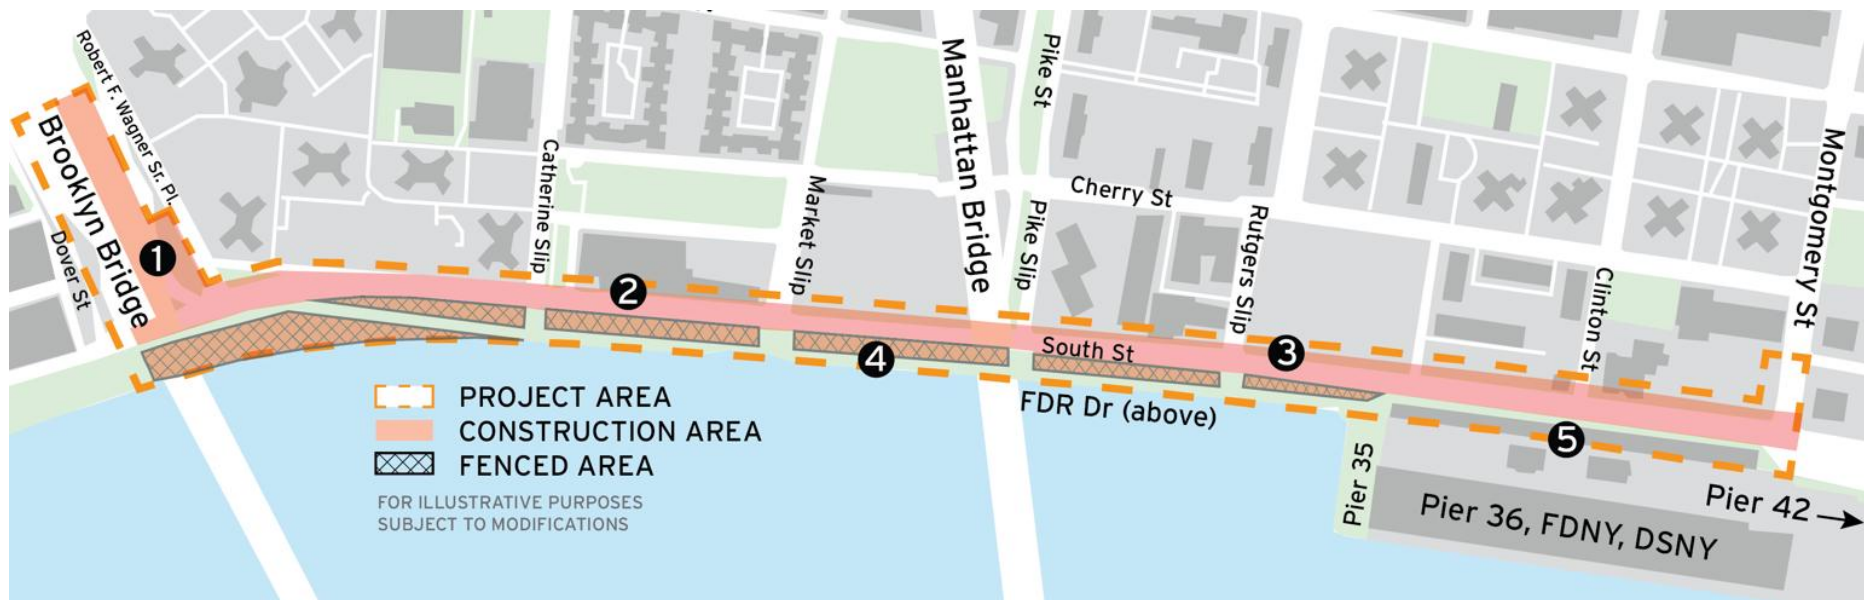 Robert F. Wagner Sr. Pl.
Brooklyn Bridge
Dover St
1
Catherine Slip
2
Market Slip
Manhattan Bridge
Pike St
Pike Slip
Cherry St
Rutgers Slip
3
Clinton St
Montgomery St
South St
4
FDR Dr (above)
5
Pier 35
Pier 36, FDNY, DSNY
Pier 42
PROJECT AREA
CONSTRUCTION AREA
FENCED AREA
FOR ILLUSTRATIVE PURPOSES
SUBJECT TO MODIFICATIONS